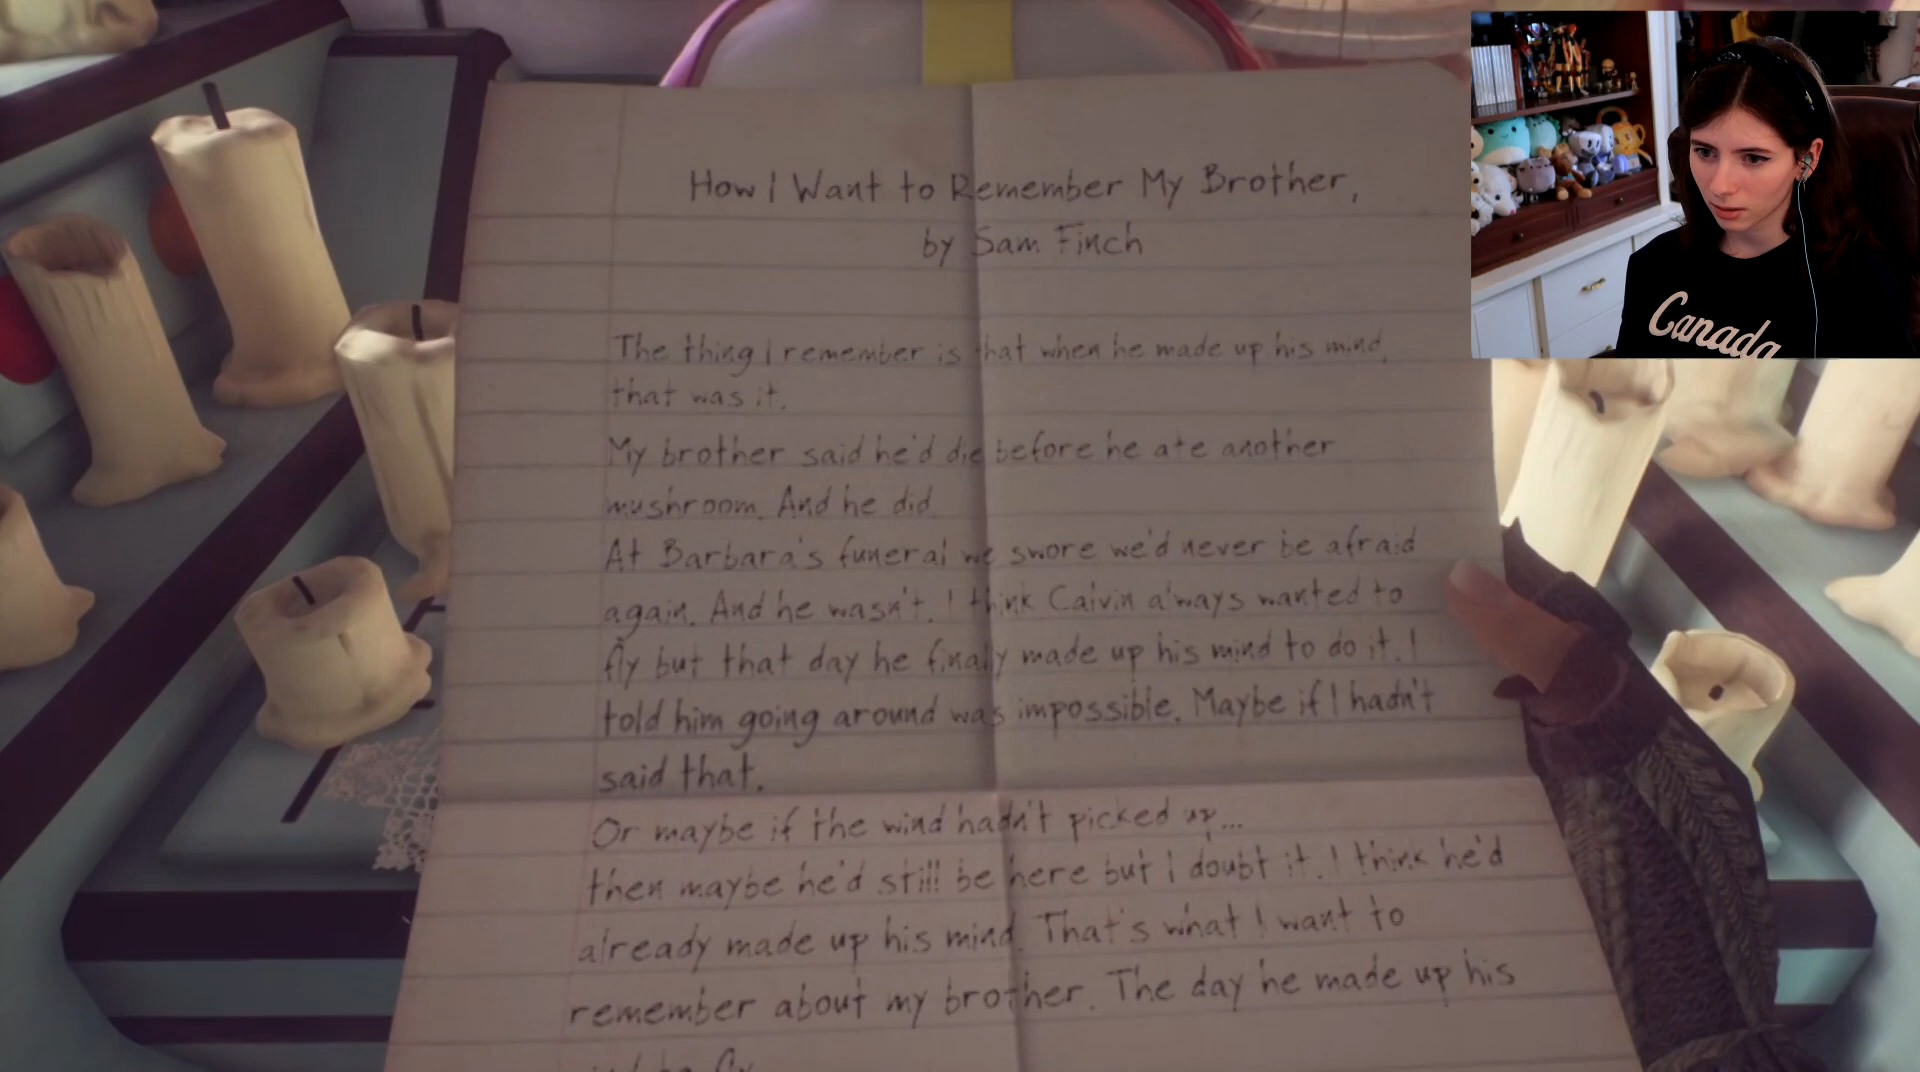 How I Want to Remember My Brother,
by Sam Finch
The thing I remember is that when he made up his mind,
that was it.
My brother said he'd die before he ate another
mushroom. And he did.
At Barbara's funeral we swore we'd never be afraid
again. And he wasn't. I think Calvin always wanted to
fly but that day he finally made up his mind to do it. I
told him going around was impossible. Maybe if I hadn't
said that.
Or maybe if the wind hadn't picked up...
then maybe he'd still be here but I doubt it. I think he'd
already made up his mind. That's what I want to
remember about my brother. The day he made up his
Canada